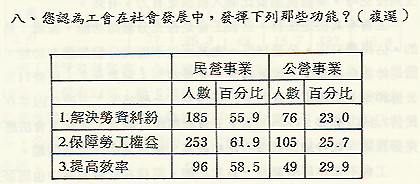 八、您認為工會在社會發展中，發揮下列那些功能？（複選）
民營事業 公營事業
人數 百分比 人數 百分比
1.解決勞資糾紛 185 55.9 76 23.0
2.保障勞工權益 253 61.9 105 25.7
3.提高效率 96 58.5 49 29.9